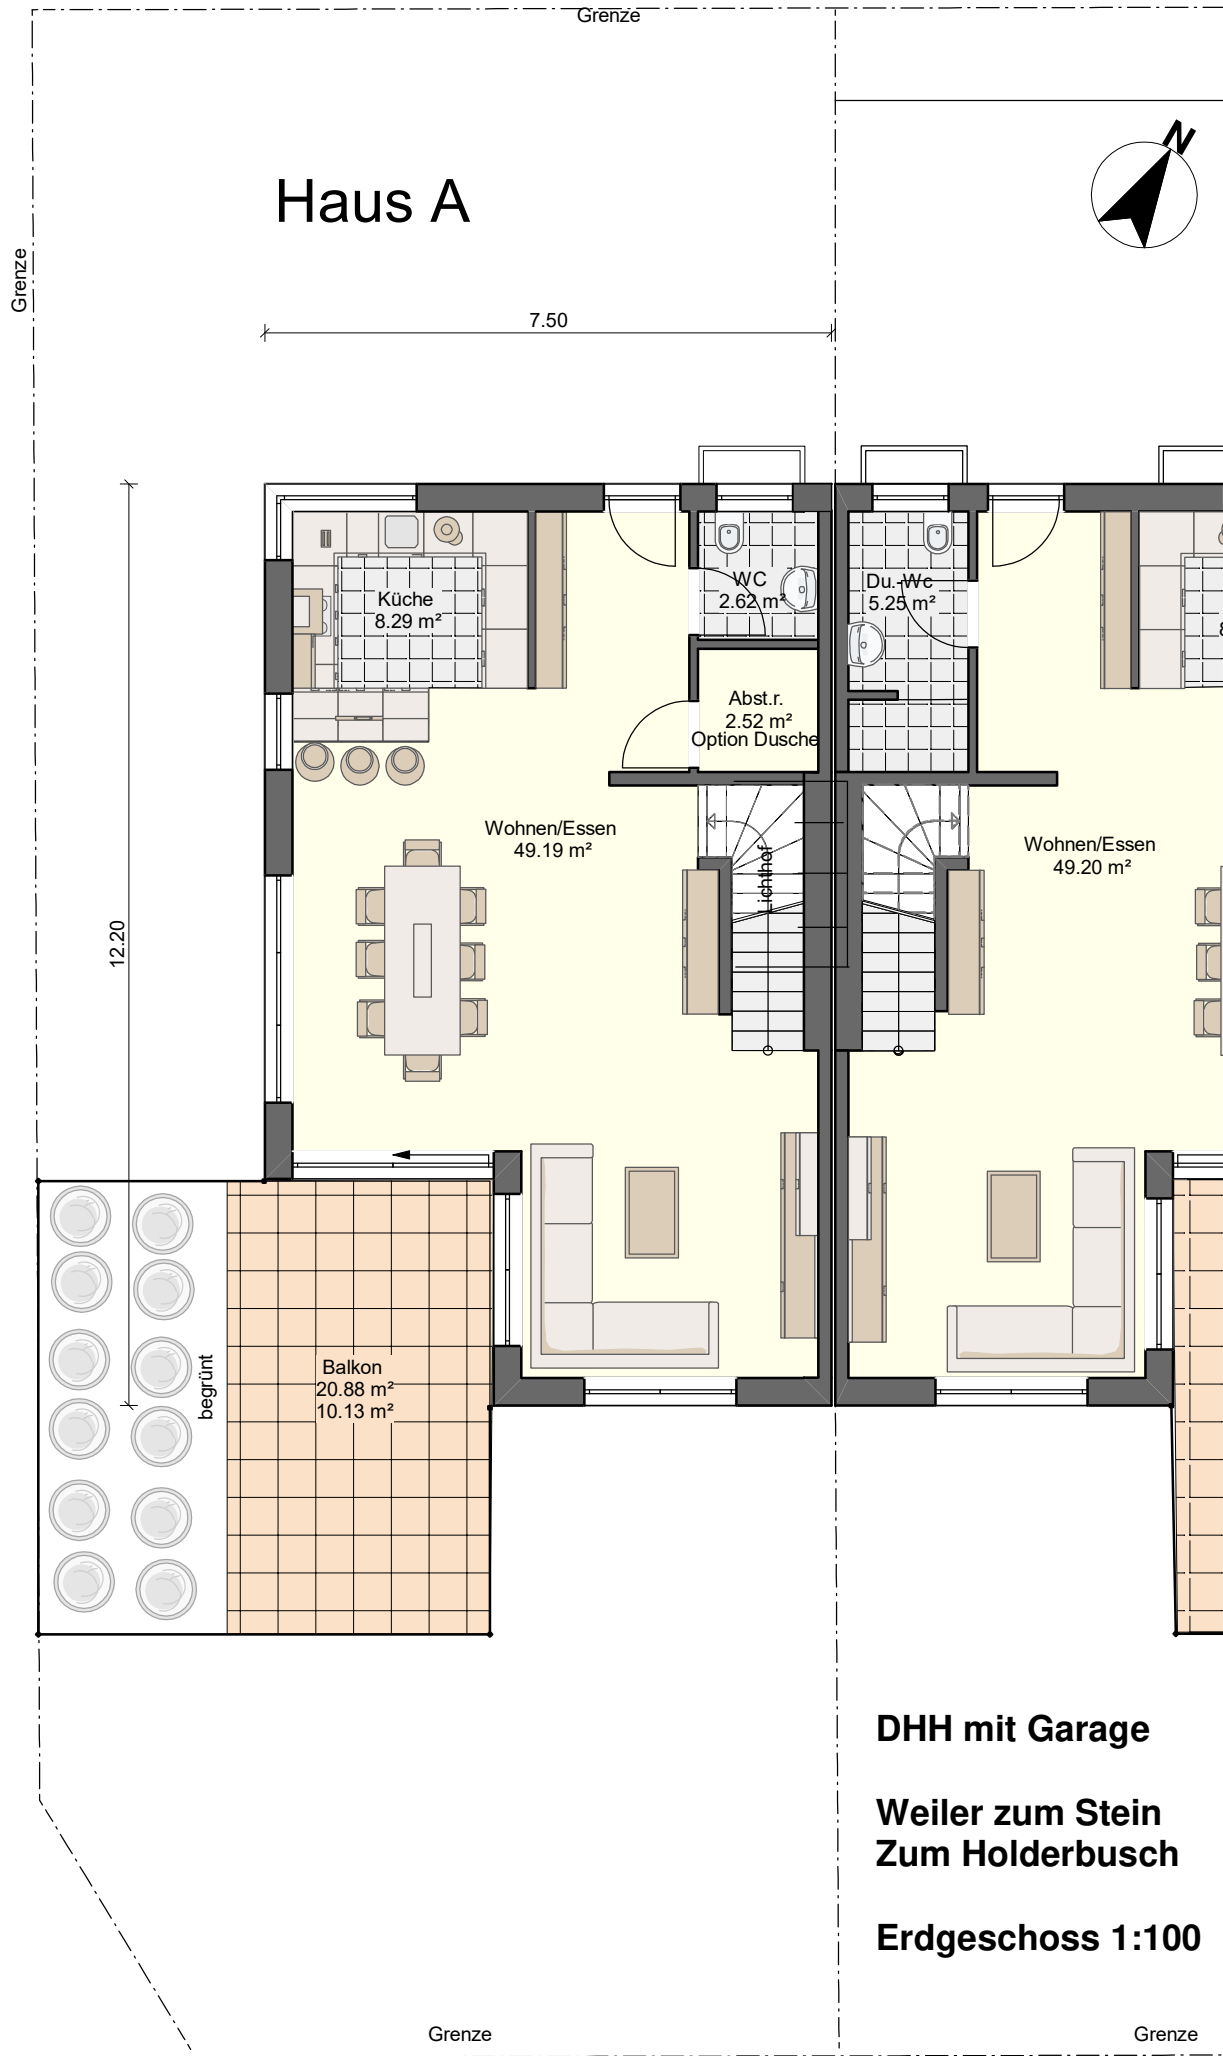 Grenze
N
Haus A
Grenze
7.50
Küche
8.29 m²
WC
2.62 m²
Du.-Wc
5.25 m²
Abst.r.
2.52 m²
Option Dusche
Wohnen/Essen
49.19 m²
Lichthof
Wohnen/Essen
49.20 m²
12.20
begrünt
Balkon
20.88 m²
10.13 m²
DHH mit Garage
Weiler zum Stein
Zum Holderbusch
Erdgeschoss 1:100
Grenze
Grenze